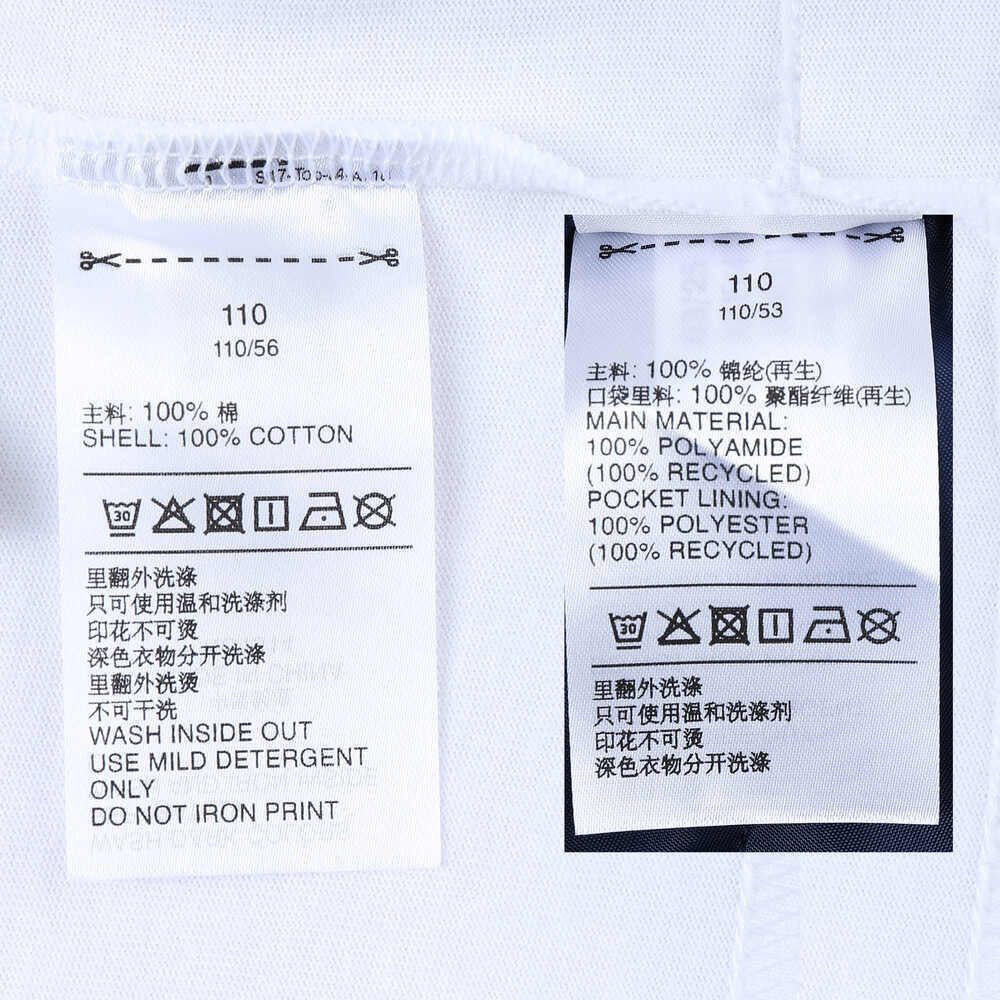 110
110/56
主料: 100% 棉
SHELL: 100% COTTON
30
里翻外洗涤
只可使用温和洗涤剂
印花不可烫
深色衣物分开洗涤
里翻外洗烫
不可干洗
WASH INSIDE OUT
USE MILD DETERGENT
ONLY
DO NOT IRON PRINT
110
110/53
主料: 100% 锦纶(再生)
口袋里料: 100% 聚酯纤维(再生)
MAIN MATERIAL:
100% POLYAMIDE
(100% RECYCLED)
POCKET LINING:
100% POLYESTER
(100% RECYCLED)
30
里翻外洗涤
只可使用温和洗涤剂
印花不可烫
深色衣物分开洗涤